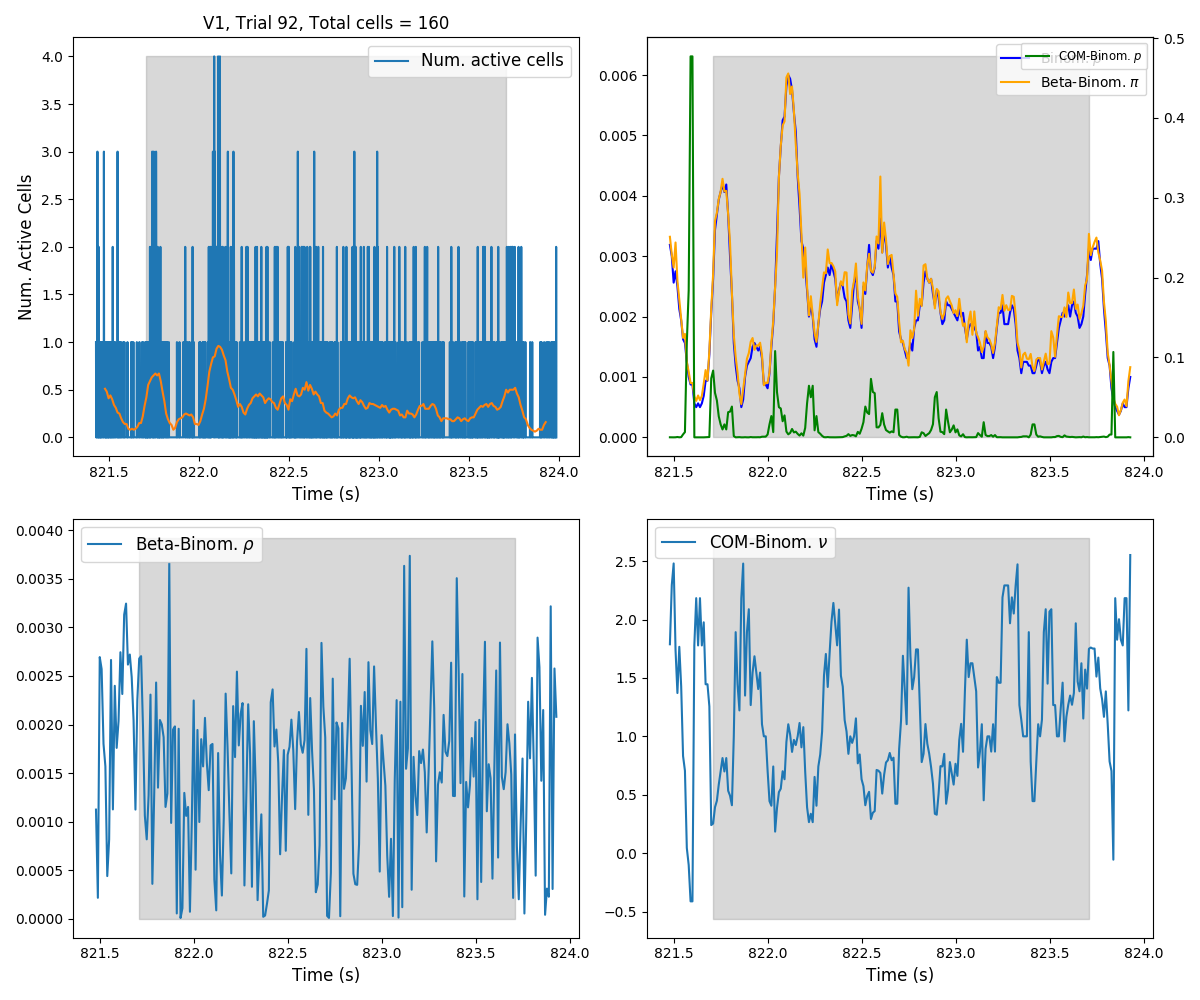 V1, Trial 92, Total cells = 160
Num. active cells
Num. Active Cells
4.0
3.5
3.0
2.5
2.0
1.5
1.0
0.5
0.0
821.5 822.0 822.5 823.0 823.5 824.0
Time (s)
COM-Binom. p
Beta-Binom. π
0.006
0.005
0.004
0.003
0.002
0.001
0.000
0.5
0.4
0.3
0.2
0.1
0.0
821.5 822.0 822.5 823.0 823.5 824.0
Time (s)
Beta-Binom. ρ
0.0040
0.0035
0.0030
0.0025
0.0020
0.0015
0.0010
0.0005
0.0000
821.5 822.0 822.5 823.0 823.5 824.0
Time (s)
COM-Binom. ν
2.5
2.0
1.5
1.0
0.5
0.0
−0.5
821.5 822.0 822.5 823.0 823.5 824.0
Time (s)